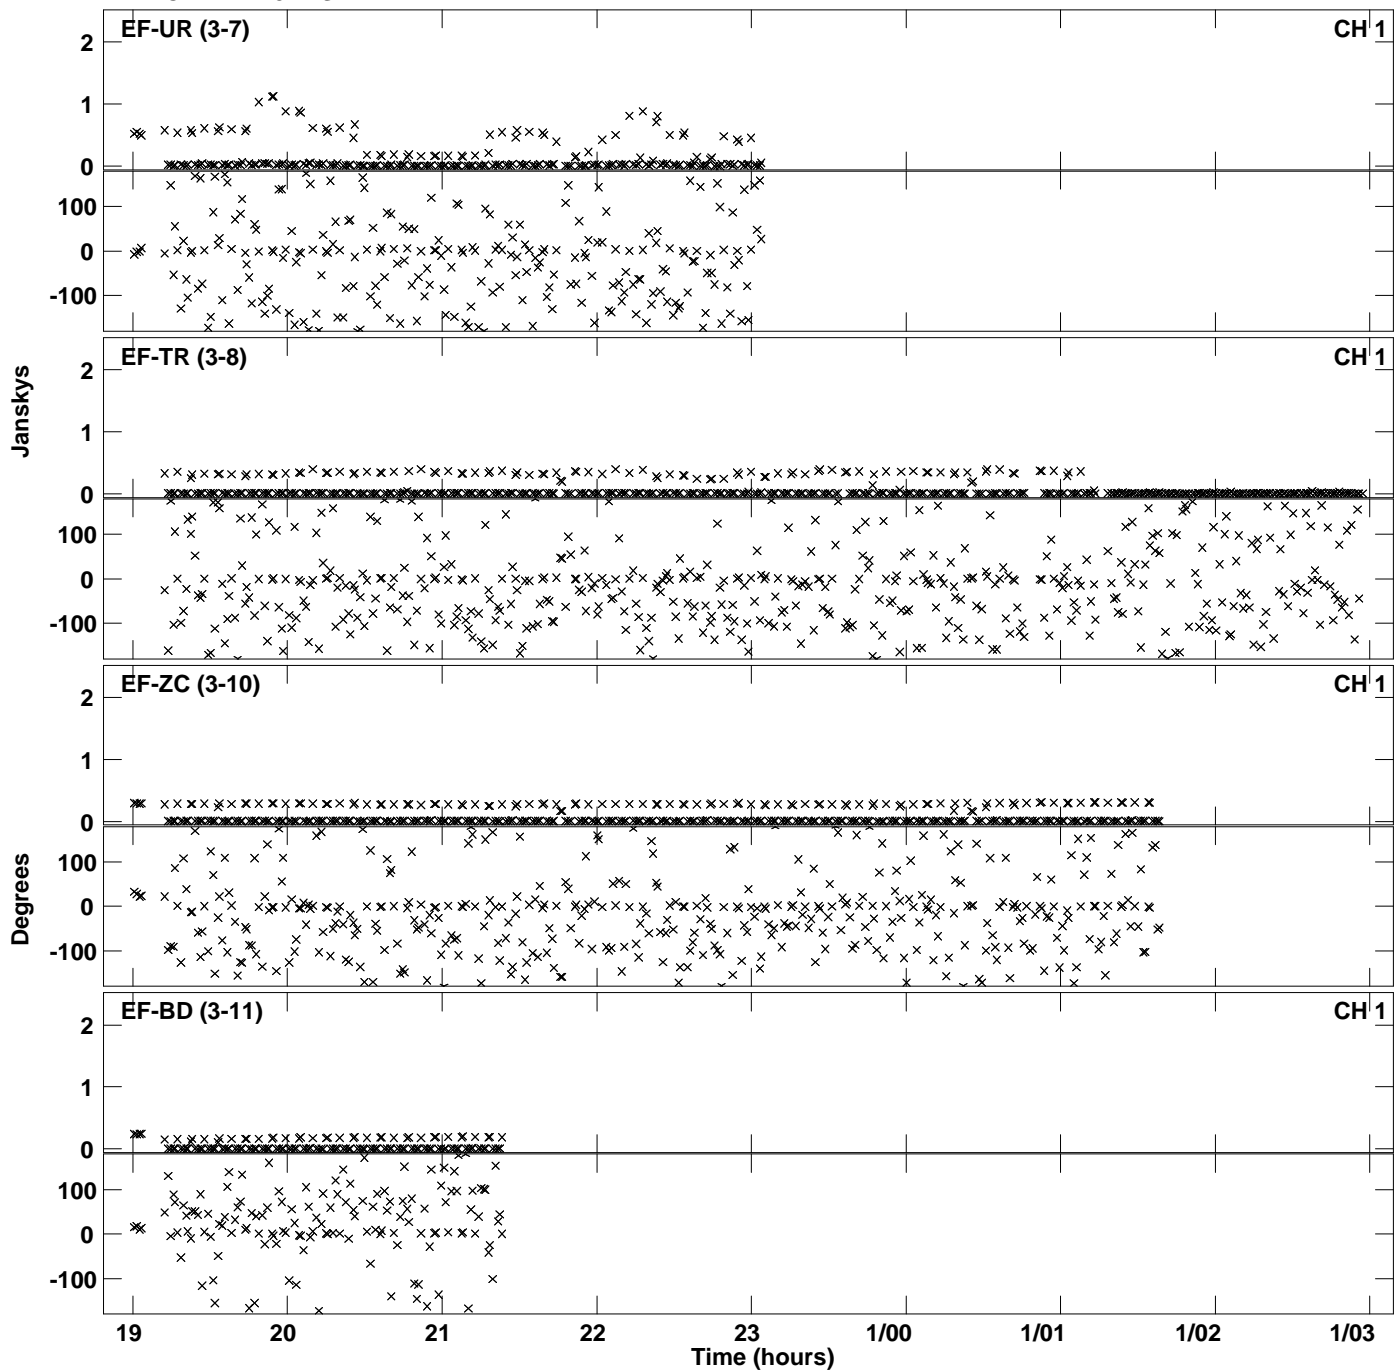 EF-UR (3-7)
CH 1
2
1
0
100
0
-100
EF-TR (3-8)
CH 1
2
1
0
100
0
-100
Janskys
EF-ZC (3-10)
CH 1
2
1
0
100
0
-100
Degrees
EF-BD (3-11)
CH 1
2
1
0
100
0
-100
19 20 21 22 23 1/00 1/01 1/02 1/03
Time (hours)